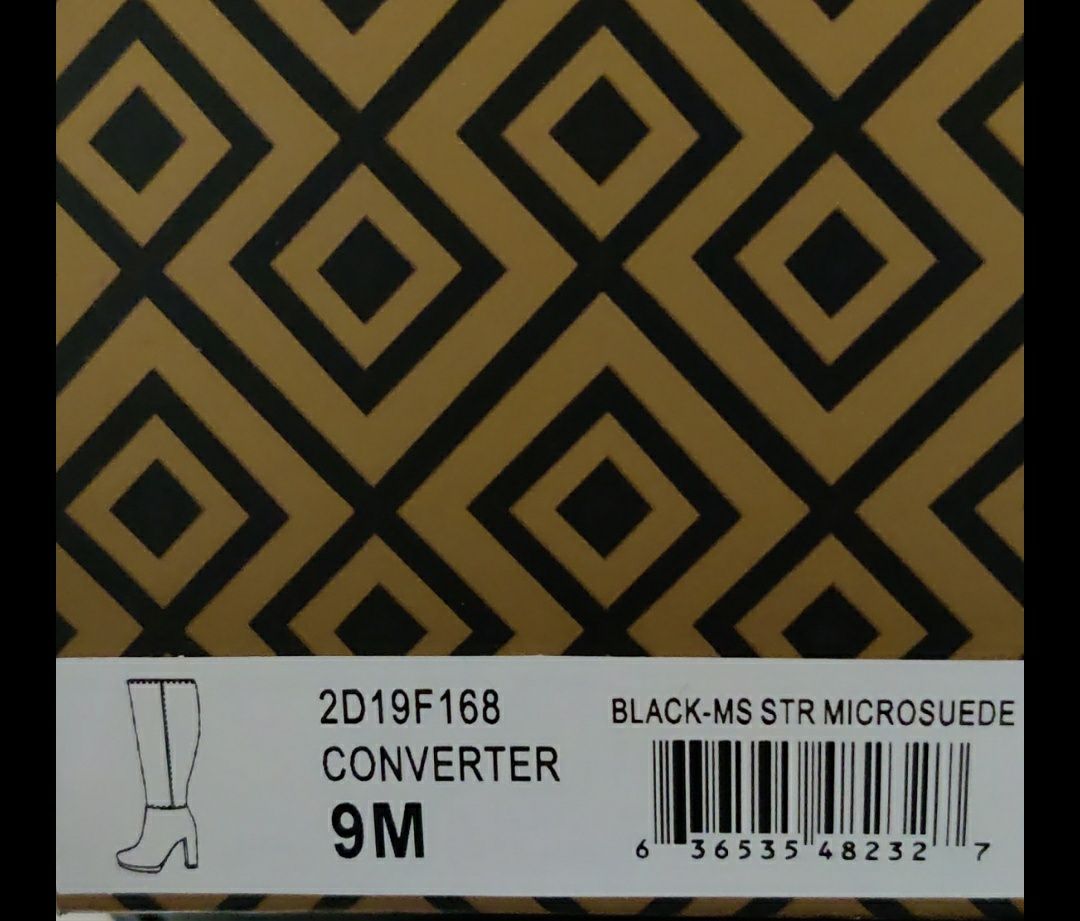 2D19F168
CONVERTER
9M
BLACK-MS STR MICROSUEDE
6 36535 48232 7